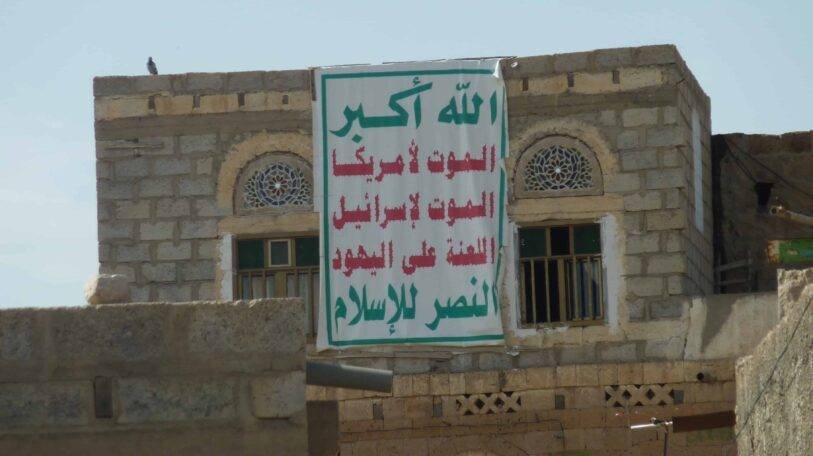 الله أكبر
الموت لأمريكا
الموت لإسرائيل
اللعنة على اليهود
النصر للإسلام